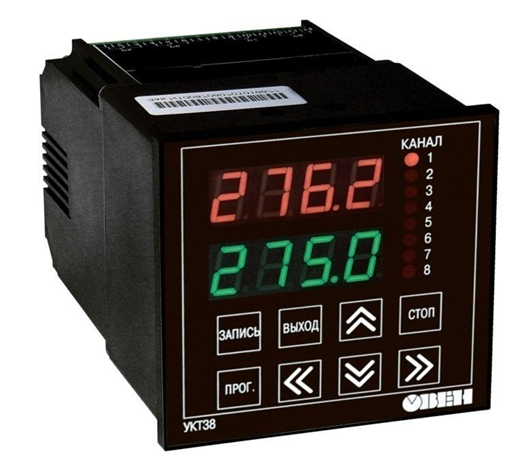 КАНАЛ
276.2
1
2
3
4
5
6
7
8
275.0
ЗАПИСЬ
ВЫХОД
СТОП
ПРОГ.
ОВЕН
УКТ38